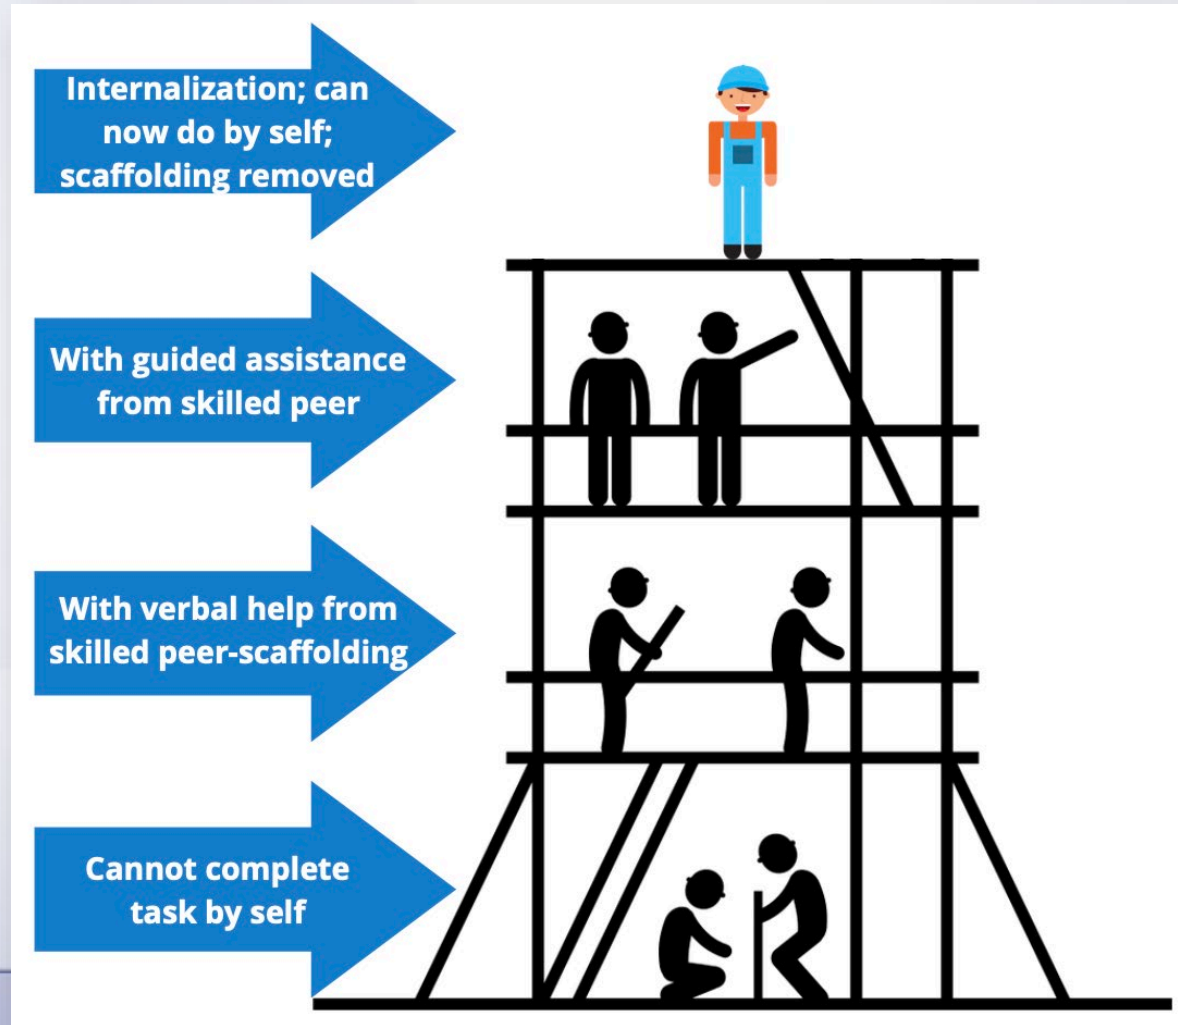 Internalization; can
now do by self;
scaffolding removed
With guided assistance
from skilled peer
With verbal help from
skilled peer-scaffolding
Cannot complete
task by self